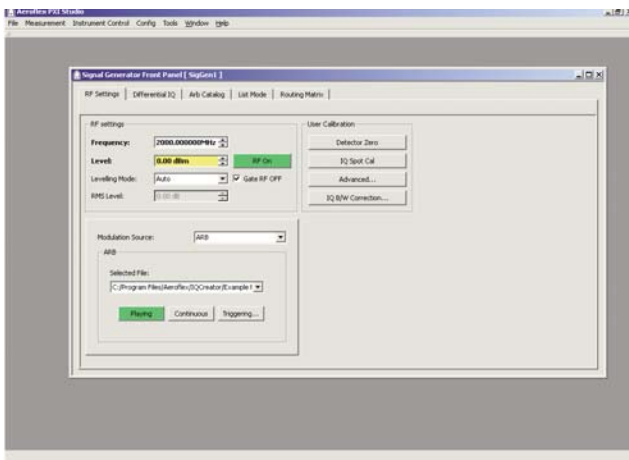 Aeroflex PXI Studio
File Measurement Instrument Control Config Tools Window Help
Signal Generator Front Panel [ SigGen1 ]
RF Settings Differential IQ Arb Catalog List Mode Routing Matrix
RF settings
User Calibration
Frequency: 2000.000000MHz
Detector Zero
Level: 0.00 dBm RF On
IQ Spot Cal
Levelling Mode: Auto Gate RF OFF
Advanced...
RMS Level: 0.00 dB
IQ B/W Correction...
Modulation Source: ARB
ARB
Selected File:
C:/Program Files/Aeroflex/IQCreator/Example
Playing Continuous Triggering...